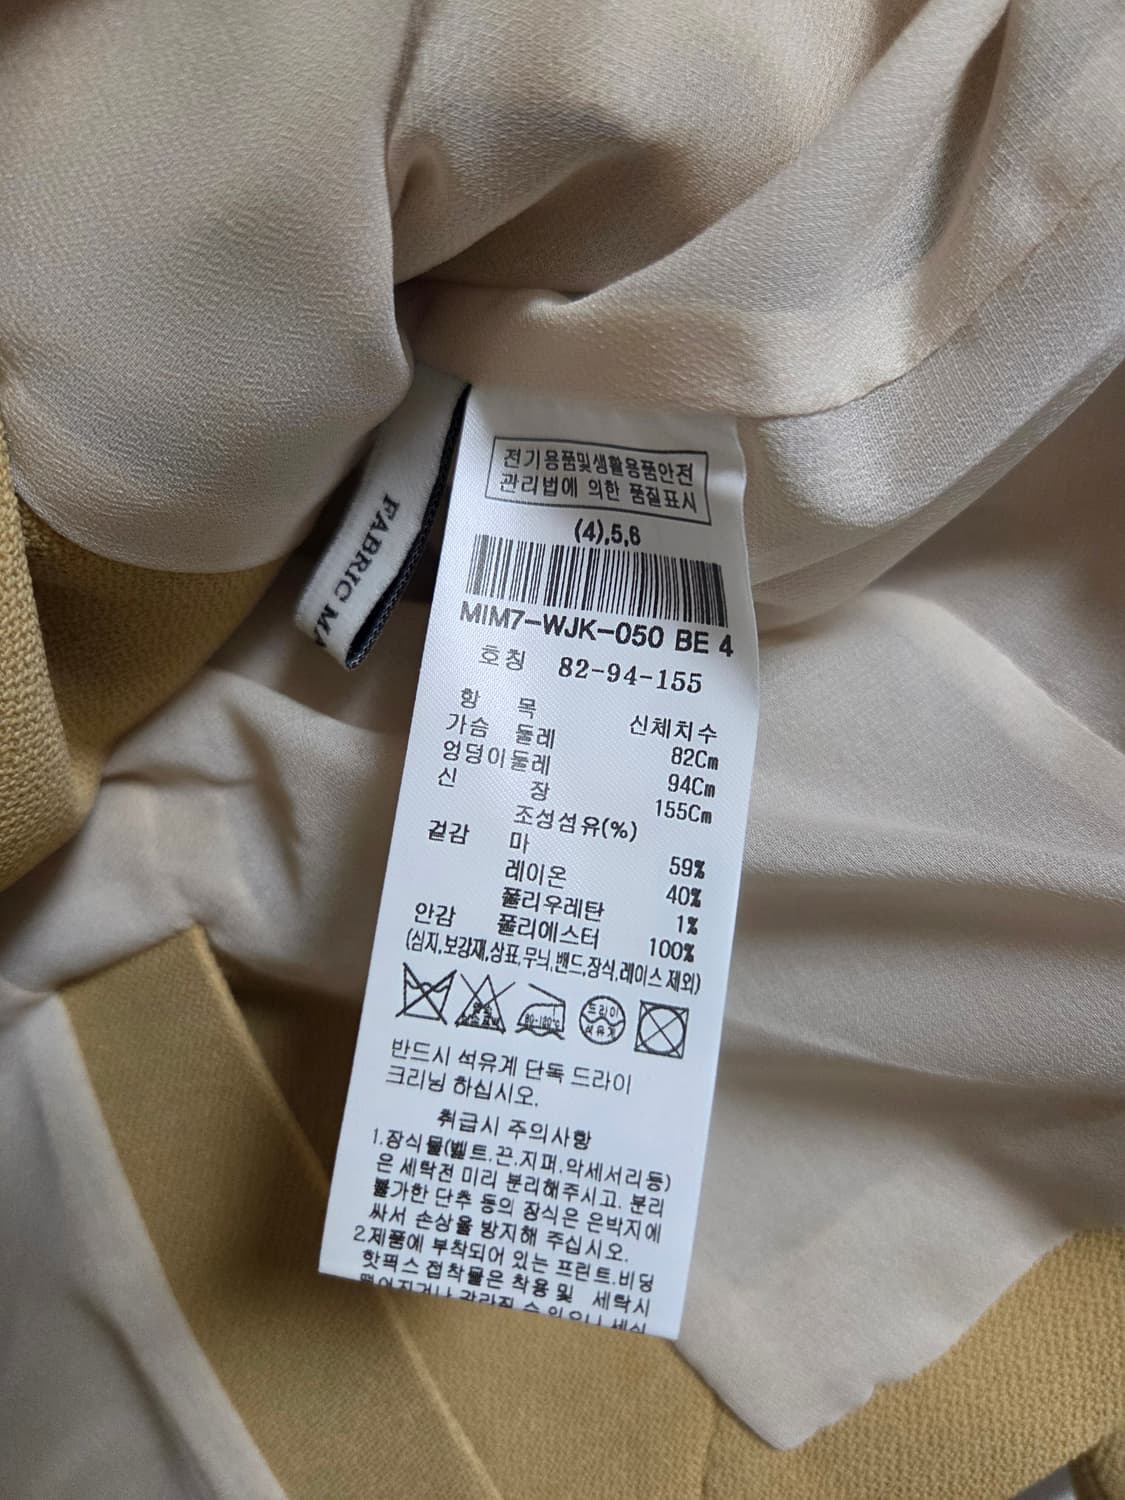 전기용품및생활용품안전
관리법에 의한 품질표시
(4),5,6
MIM7-WJK-050 BE 4
호칭 82-94-155
항 목 신체치수
가슴 둘레 82Cm
엉덩이둘레 94Cm
신 장 155Cm
조성섬유(%)
겉감 마 59%
레이온 40%
폴리우레탄 1%
안감 폴리에스터 100%
(심지,보강재,상표,무늬,밴드,장식,레이스 제외)
80-120℃
드라이
석유계
반드시 석유계 단독 드라이
크리닝 하십시오.
취급시 주의사항
1.장식물(벨트.끈.지퍼.악세서리등)
은 세탁전 미리 분리해주시고. 분리
불가한 단추 등의 장식은 은박지에
싸서 손상을 방지해 주십시오.
2.제품에 부착되어 있는 프린트.비딩
핫픽스 접착물은 착용 및 세탁시
FABRIC